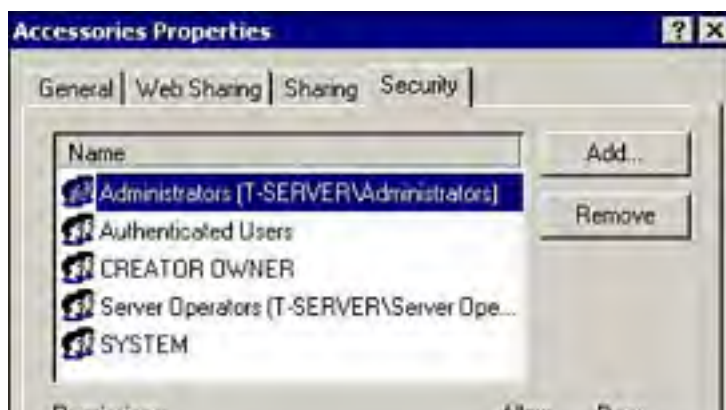 Accessories Properties
? X
General Web Sharing Sharing Security
Name
Add...
Administrators (T-SERVER\Administrators)
Remove
Authenticated Users
CREATOR OWNER
Server Operators (T-SERVER\Server Ope...
SYSTEM